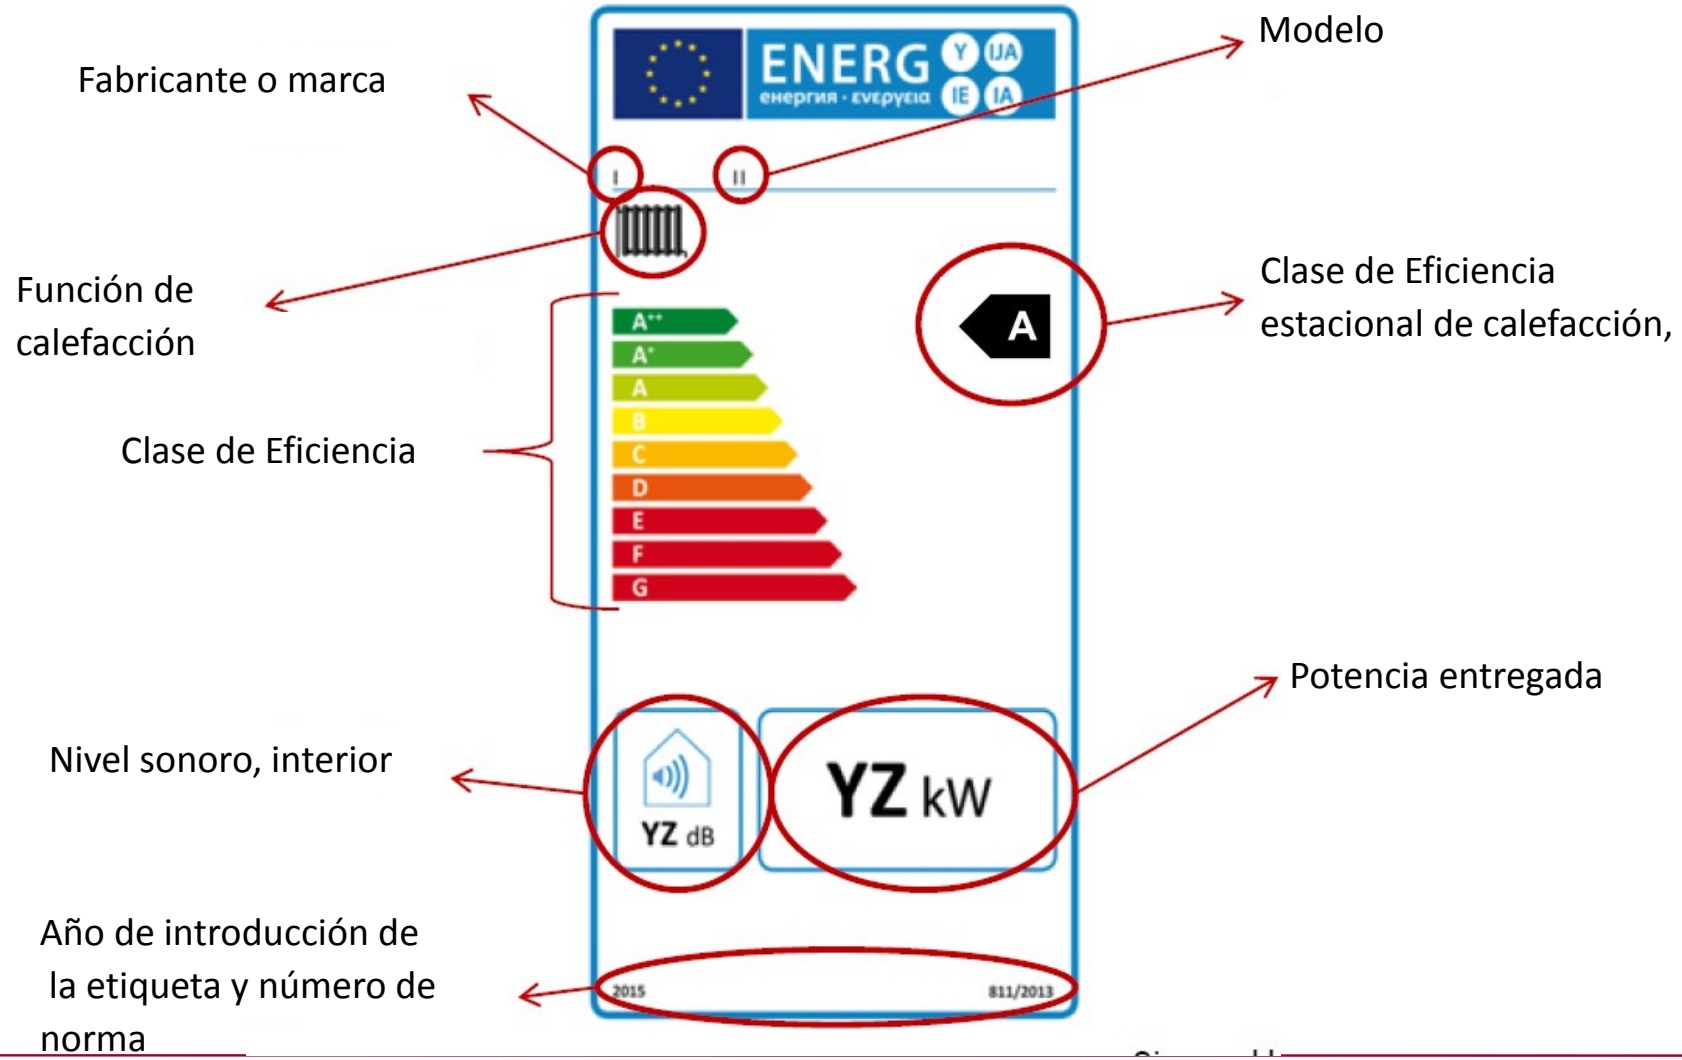 Modelo
Fabricante o marca
ENERG Y IJA
енергия · ενεργεια IE IA
I II
Función de
calefacción
Clase de Eficiencia
estacional de calefacción,
A
A++
A+
A
B
C
D
E
F
G
Clase de Eficiencia
Potencia entregada
Nivel sonoro, interior
YZ dB
YZ kW
Año de introducción de
la etiqueta y número de
norma
2015 811/2013